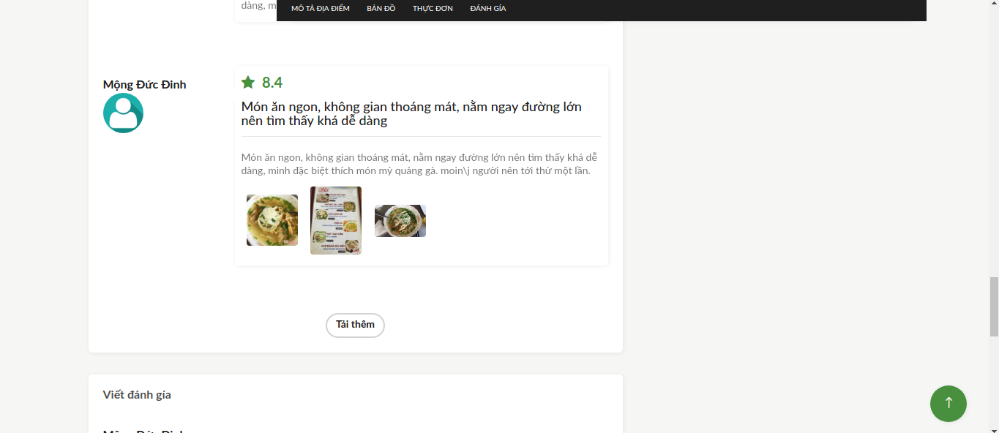 dàng, m
MÔ TẢ ĐỊA ĐIỂM BẢN ĐỒ THỰC ĐƠN ĐÁNH GÍA
Mộng Đức Đinh
8.4
Món ăn ngon, không gian thoáng mát, nằm ngay đường lớn
nên tìm thấy khá dễ dàng
Món ăn ngon, không gian thoáng mát, nằm ngay đường lớn nên tìm thấy khá dễ
dàng, mình đặc biệt thích món mỳ quảng gà. moin\j người nên tới thử một lần.
Tải thêm
Viết đánh gía
Mộng Đức Đinh